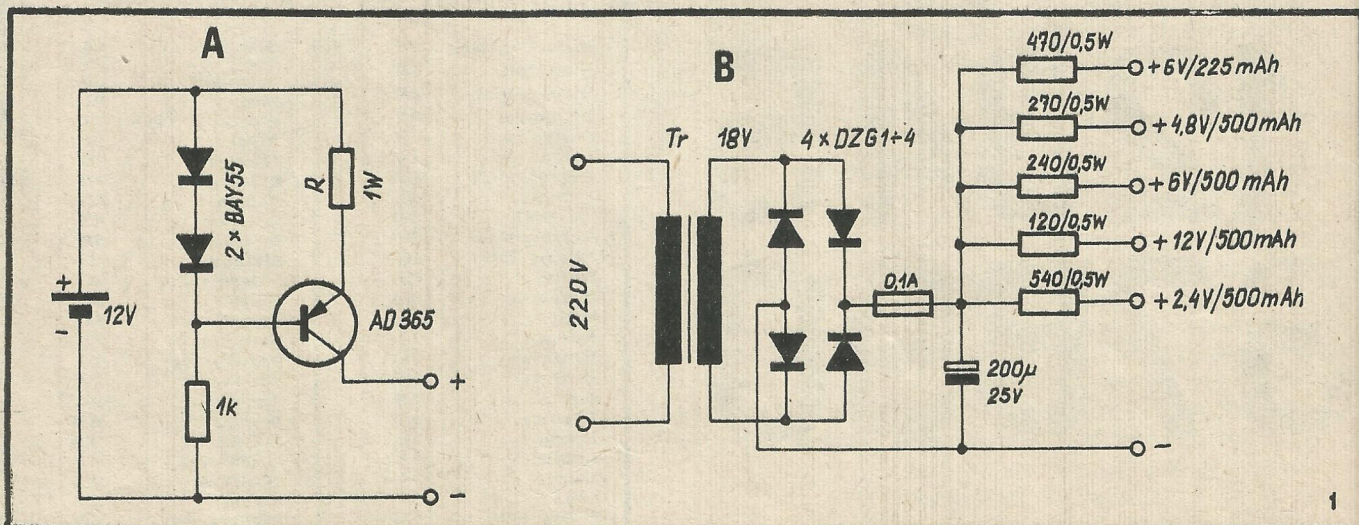 A
2 × BAY55
R
1W
+
-
12V
AD365
1k
+
-
B
220V
Tr 18V 4 × DZG1÷4
0,1A
470/0,5W
+6V/225mAh
270/0,5W
+4,8V/500mAh
240/0,5W
+6V/500mAh
120/0,5W
+12V/500mAh
540/0,5W
+2,4V/500mAh
200µ
25V
-
1